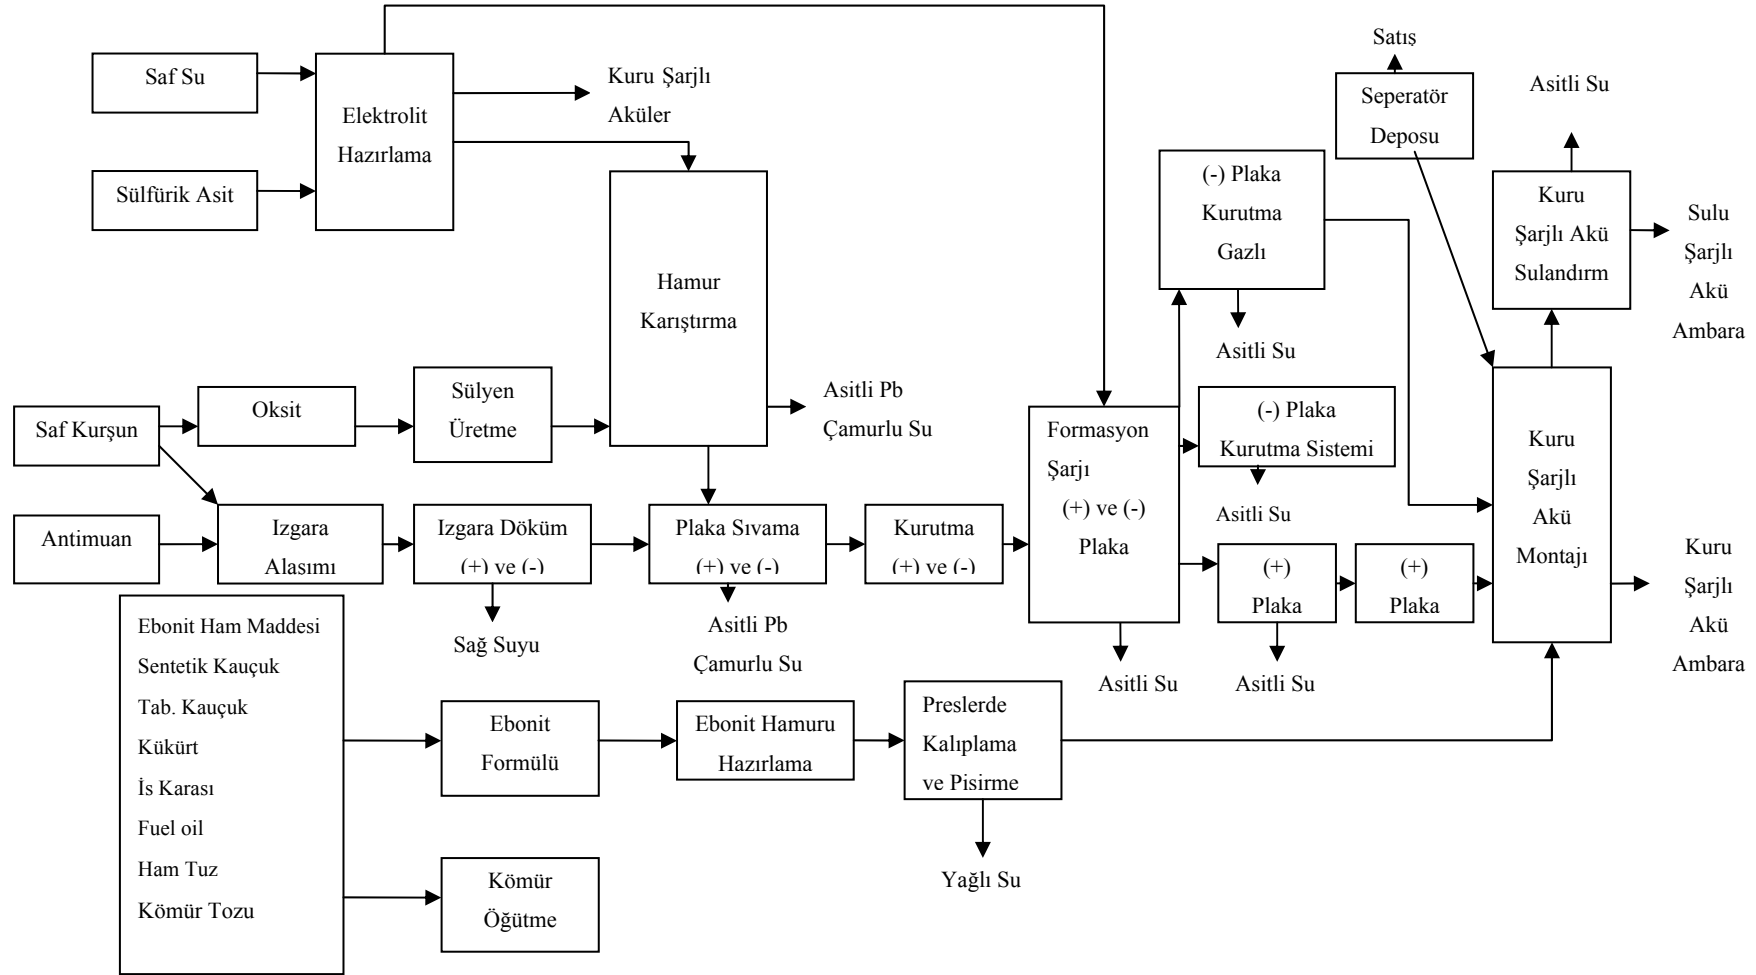 Saf Su
Sülfürik Asit
Elektrolit
Hazırlama
Kuru Şarjlı
Aküler
Hamur
Karıştırma
Asitli Pb
Çamurlu Su
Saf Kurşun
Oksit
Sülyen
Üretme
Antimuan
Izgara
Alasımı
Izgara Döküm
(+) ve (-)
Sağ Suyu
Plaka Sıvama
(+) ve (-)
Asitli Pb
Çamurlu Su
Kurutma
(+) ve (-)
Formasyon
Şarjı
(+) ve (-)
Plaka
Asitli Su
(-) Plaka
Kurutma
Gazlı
Asitli Su
(-) Plaka
Kurutma Sistemi
Asitli Su
(+)
Plaka
Asitli Su
(+)
Plaka
Satış
Seperatör
Deposu
Asitli Su
Kuru
Şarjlı Akü
Sulandırm
Sulu
Şarjlı
Akü
Ambara
Kuru
Şarjlı
Akü
Montajı
Kuru
Şarjlı
Akü
Ambara
Ebonit Ham Maddesi
Sentetik Kauçuk
Tab. Kauçuk
Kükürt
İs Karası
Fuel oil
Ham Tuz
Kömür Tozu
Ebonit
Formülü
Ebonit Hamuru
Hazırlama
Preslerde
Kalıplama
ve Pisirme
Yağlı Su
Kömür
Öğütme